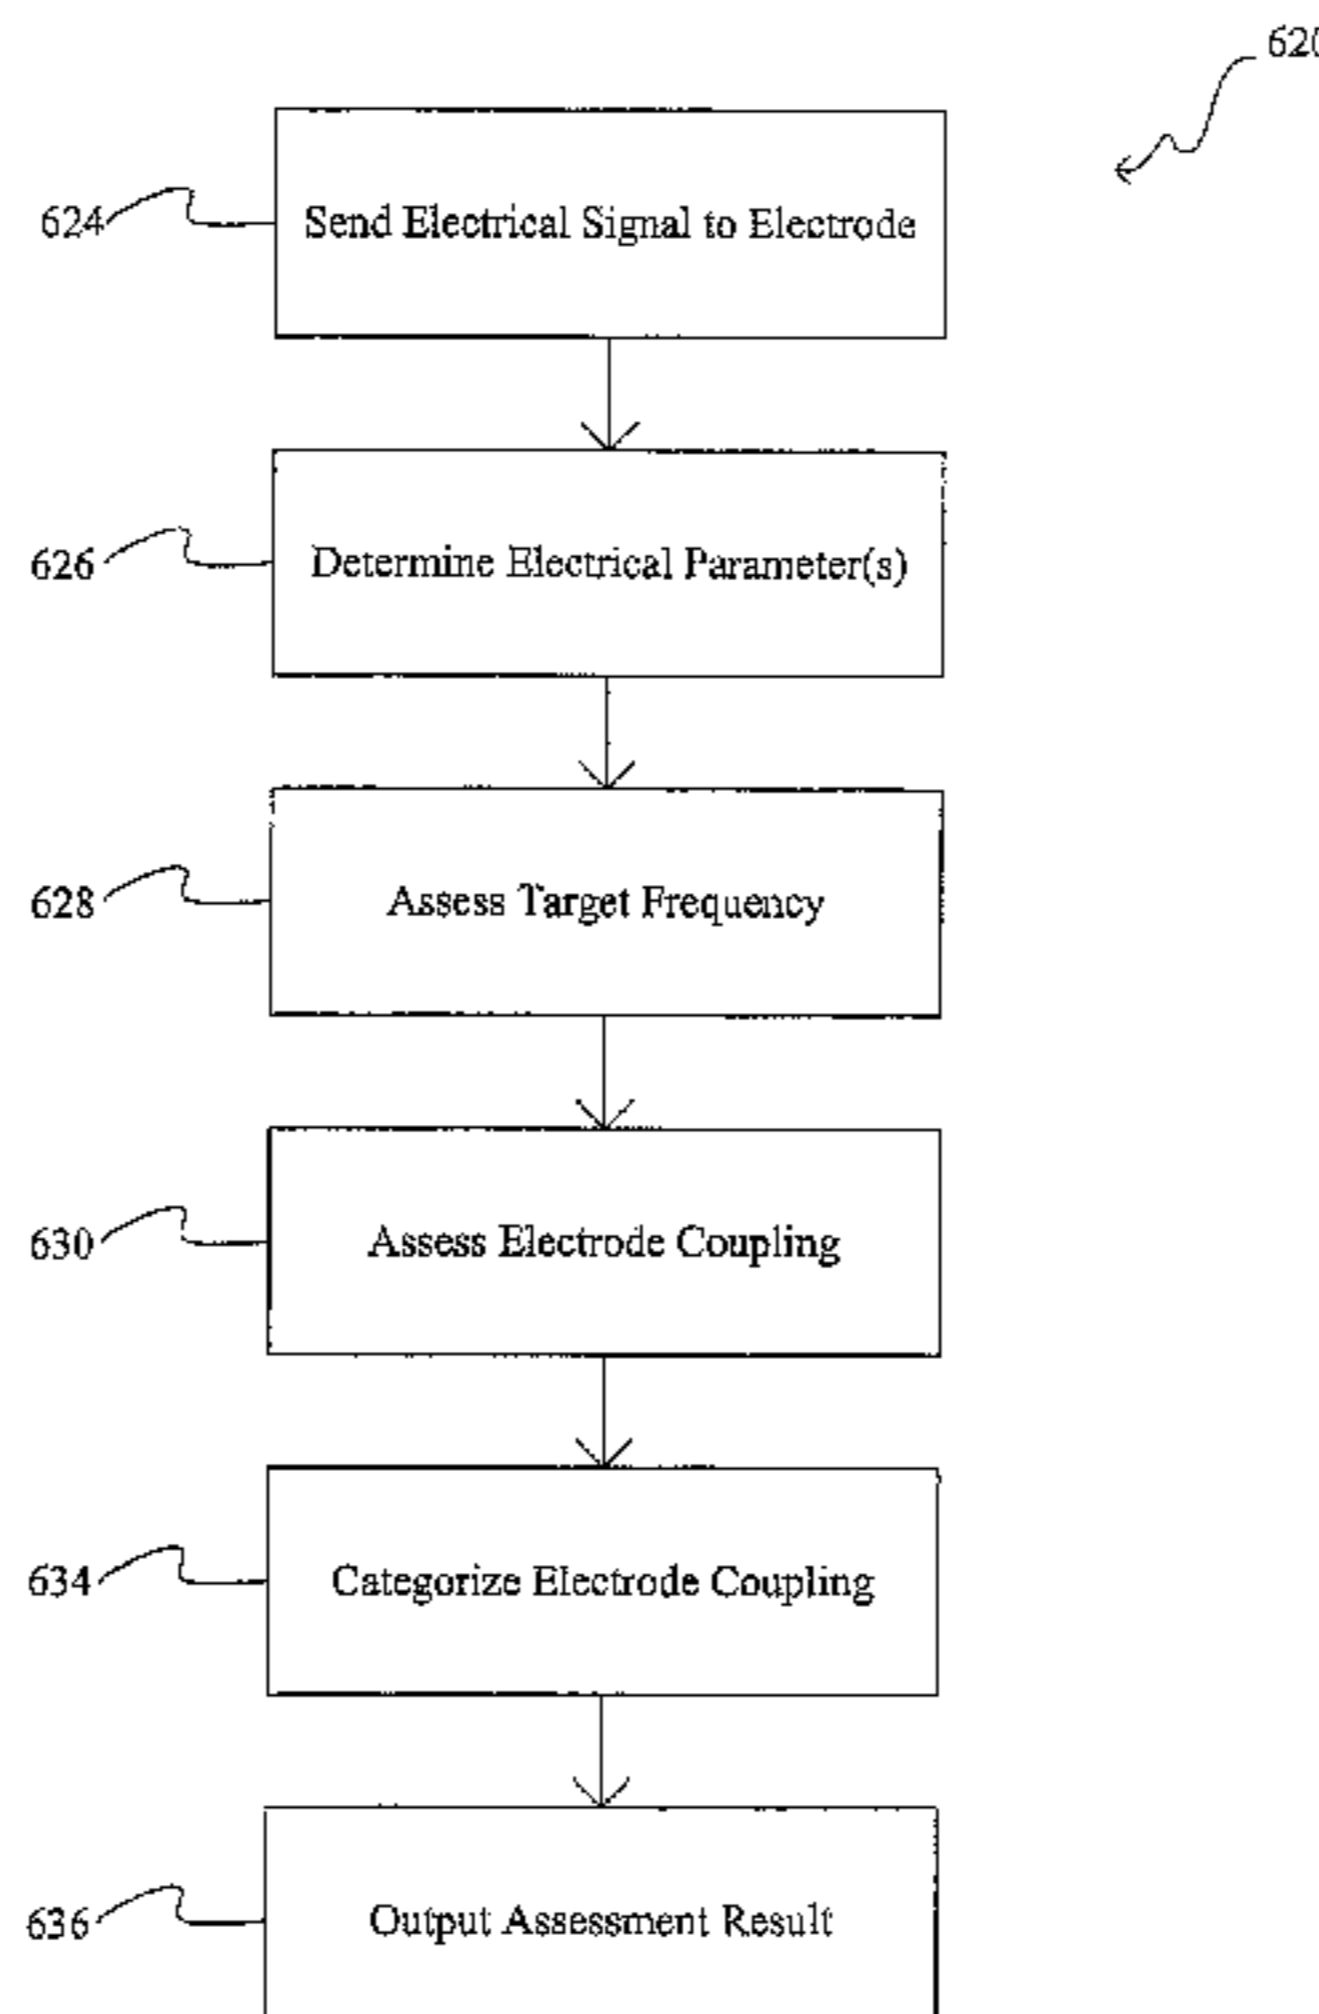 620
624 Send Electrical Signal to Electrode
626 Determine Electrical Parameter(s)
628 Assess Target Frequency
630 Assess Electrode Coupling
634 Categorize Electrode Coupling
636 Output Assessment Result